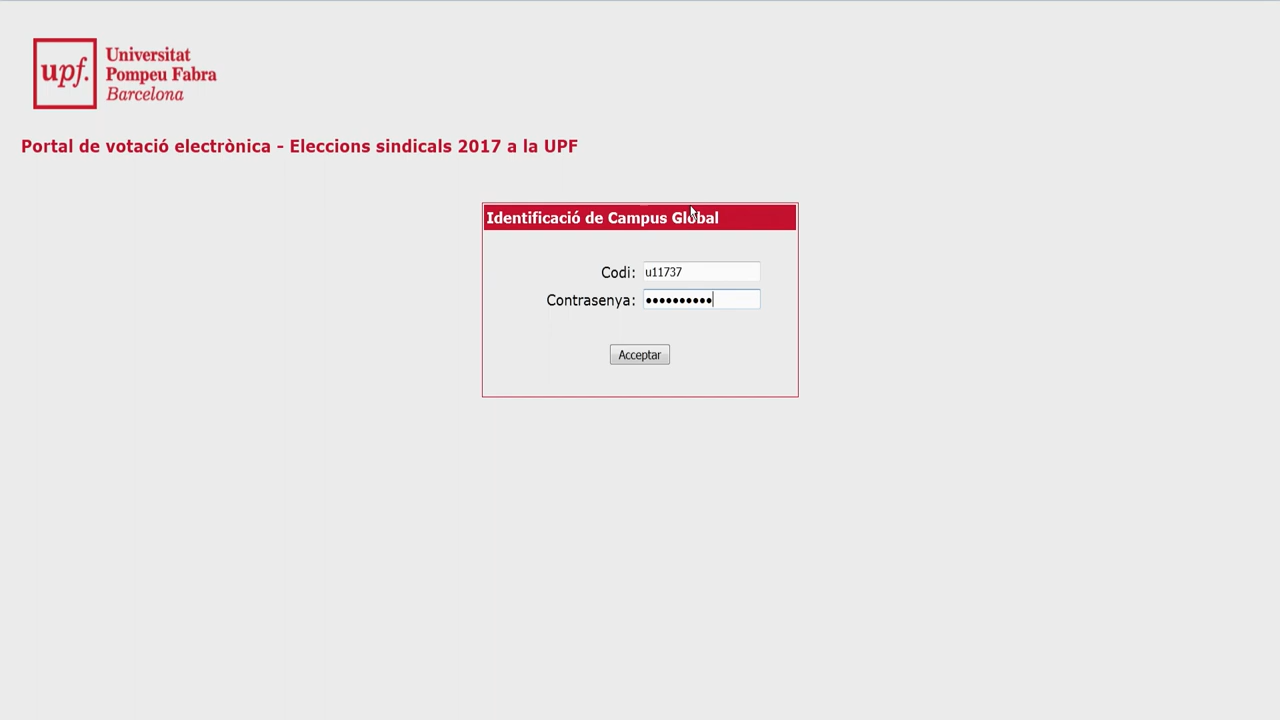 upf.
Universitat
Pompeu Fabra
Barcelona
Portal de votació electrònica - Eleccions sindicals 2017 a la UPF
Identificació de Campus Global
Codi: u11737
Contrasenya: ●●●●●●●●●●
Acceptar